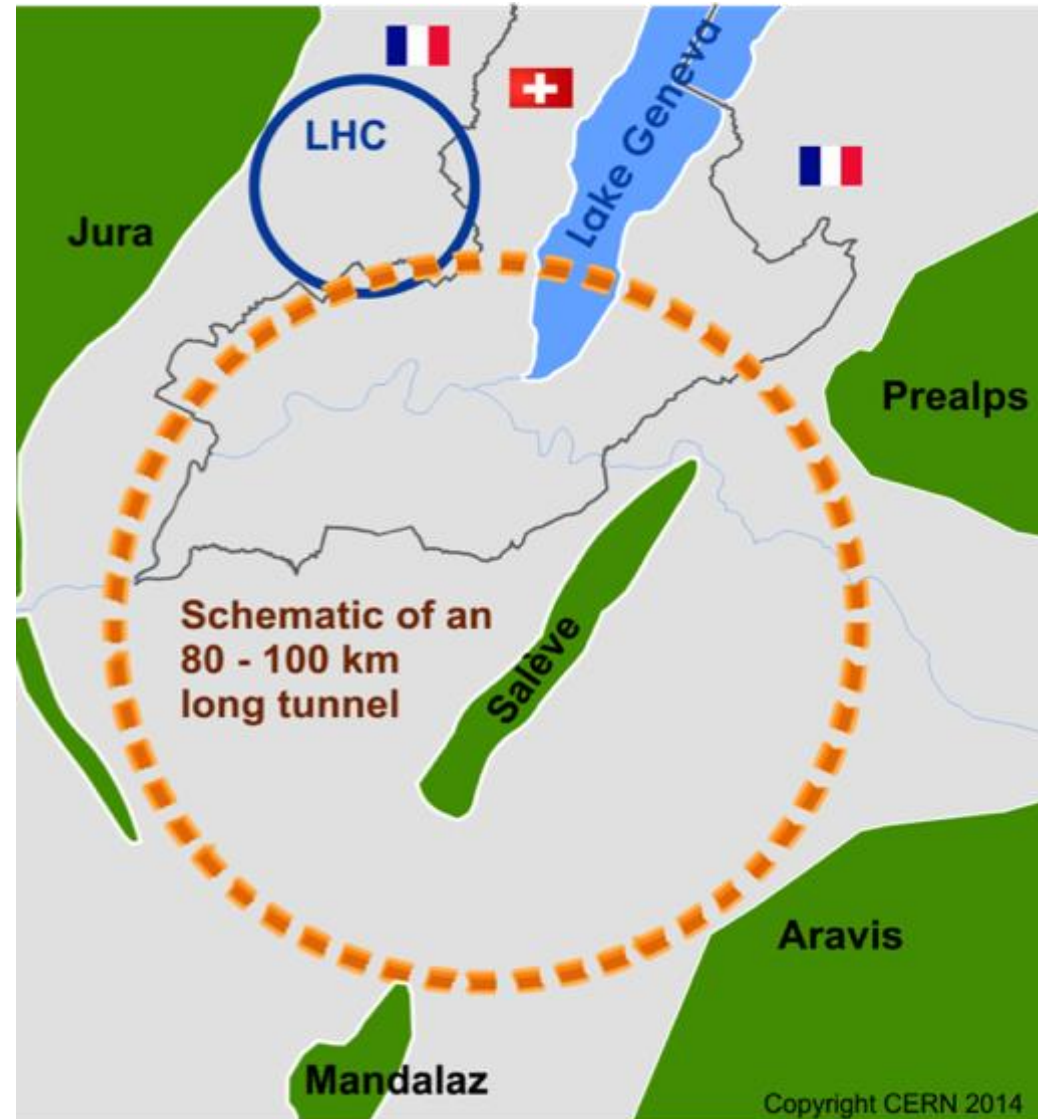 LHC
Lake Geneva
Jura
Prealps
Schematic of an
80 - 100 km
long tunnel
Salève
Aravis
Mandalaz
Copyright CERN 2014